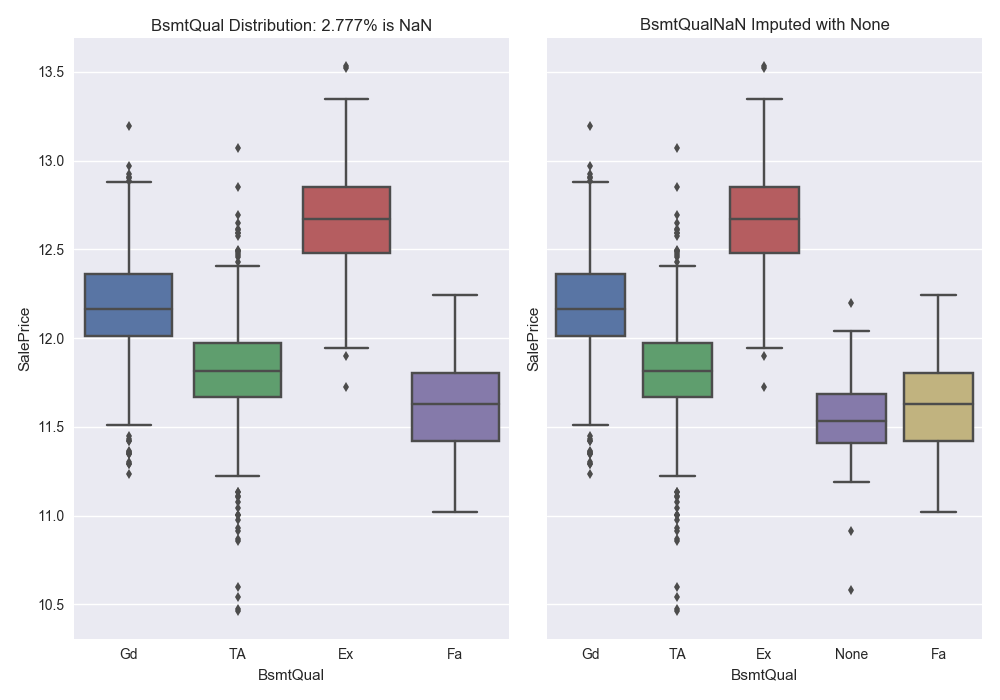 BsmtQual Distribution: 2.777% is NaN
BsmtQualNaN Imputed with None
13.5
13.0
12.5
12.0
11.5
11.0
10.5
SalePrice
SalePrice
Gd TA Ex Fa
Gd TA Ex None Fa
BsmtQual
BsmtQual